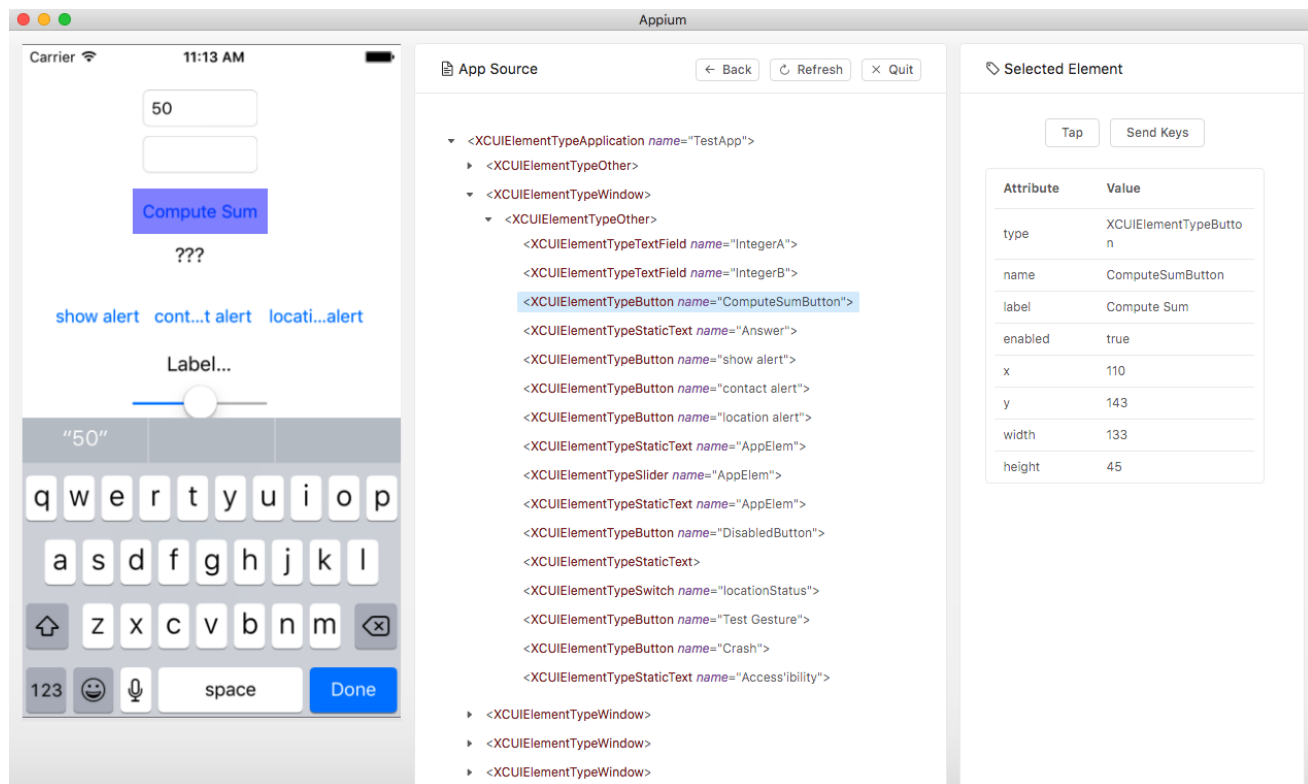 Appium
Carrier 11:13 AM
50
Compute Sum
???
show alert cont...t alert locati...alert
Label...
"50"
q w e r t y u i o p
a s d f g h j k l
z x c v b n m
123 space Done
App Source ← Back Refresh × Quit
<XCUIElementTypeApplication name="TestApp">
<XCUIElementTypeOther>
<XCUIElementTypeWindow>
<XCUIElementTypeOther>
<XCUIElementTypeTextField name="IntegerA">
<XCUIElementTypeTextField name="IntegerB">
<XCUIElementTypeButton name="ComputeSumButton">
<XCUIElementTypeStaticText name="Answer">
<XCUIElementTypeButton name="show alert">
<XCUIElementTypeButton name="contact alert">
<XCUIElementTypeButton name="location alert">
<XCUIElementTypeStaticText name="AppElem">
<XCUIElementTypeSlider name="AppElem">
<XCUIElementTypeStaticText name="AppElem">
<XCUIElementTypeButton name="DisabledButton">
<XCUIElementTypeStaticText>
<XCUIElementTypeSwitch name="locationStatus">
<XCUIElementTypeButton name="Test Gesture">
<XCUIElementTypeButton name="Crash">
<XCUIElementTypeStaticText name="Access'ibility">
<XCUIElementTypeWindow>
<XCUIElementTypeWindow>
<XCUIElementTypeWindow>
Selected Element
Tap Send Keys
Attribute Value
type XCUIElementTypeButto
n
name ComputeSumButton
label Compute Sum
enabled true
x 110
y 143
width 133
height 45